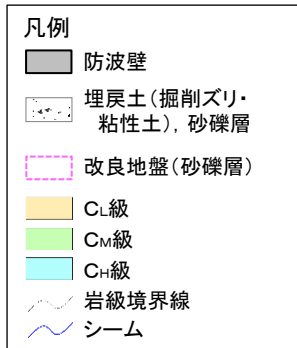 凡例
防波壁
埋戻土(掘削ズリ・
粘性土), 砂礫層
改良地盤(砂礫層)
CL級
CM級
CH級
岩級境界線
シーム